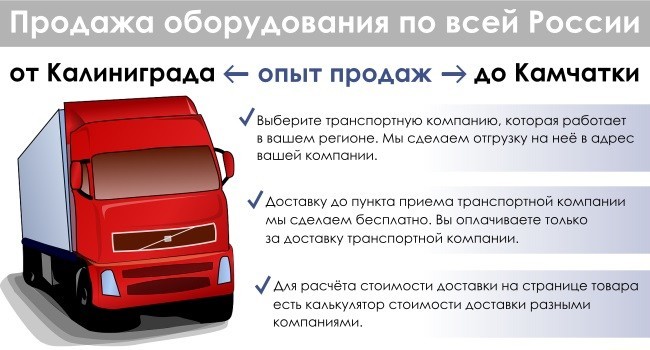 Продажа оборудования по всей России
от Калиниграда ← опыт продаж → до Камчатки
Выберите транспортную компанию, которая работает
в вашем регионе. Мы сделаем отгрузку на неё в адрес
вашей компании.
Доставку до пункта приема транспортной компании
мы сделаем бесплатно. Вы оплачиваете только
за доставку транспортной компании.
Для расчёта стоимости доставки на странице товара
есть калькулятор стоимости доставки разными
компаниями.